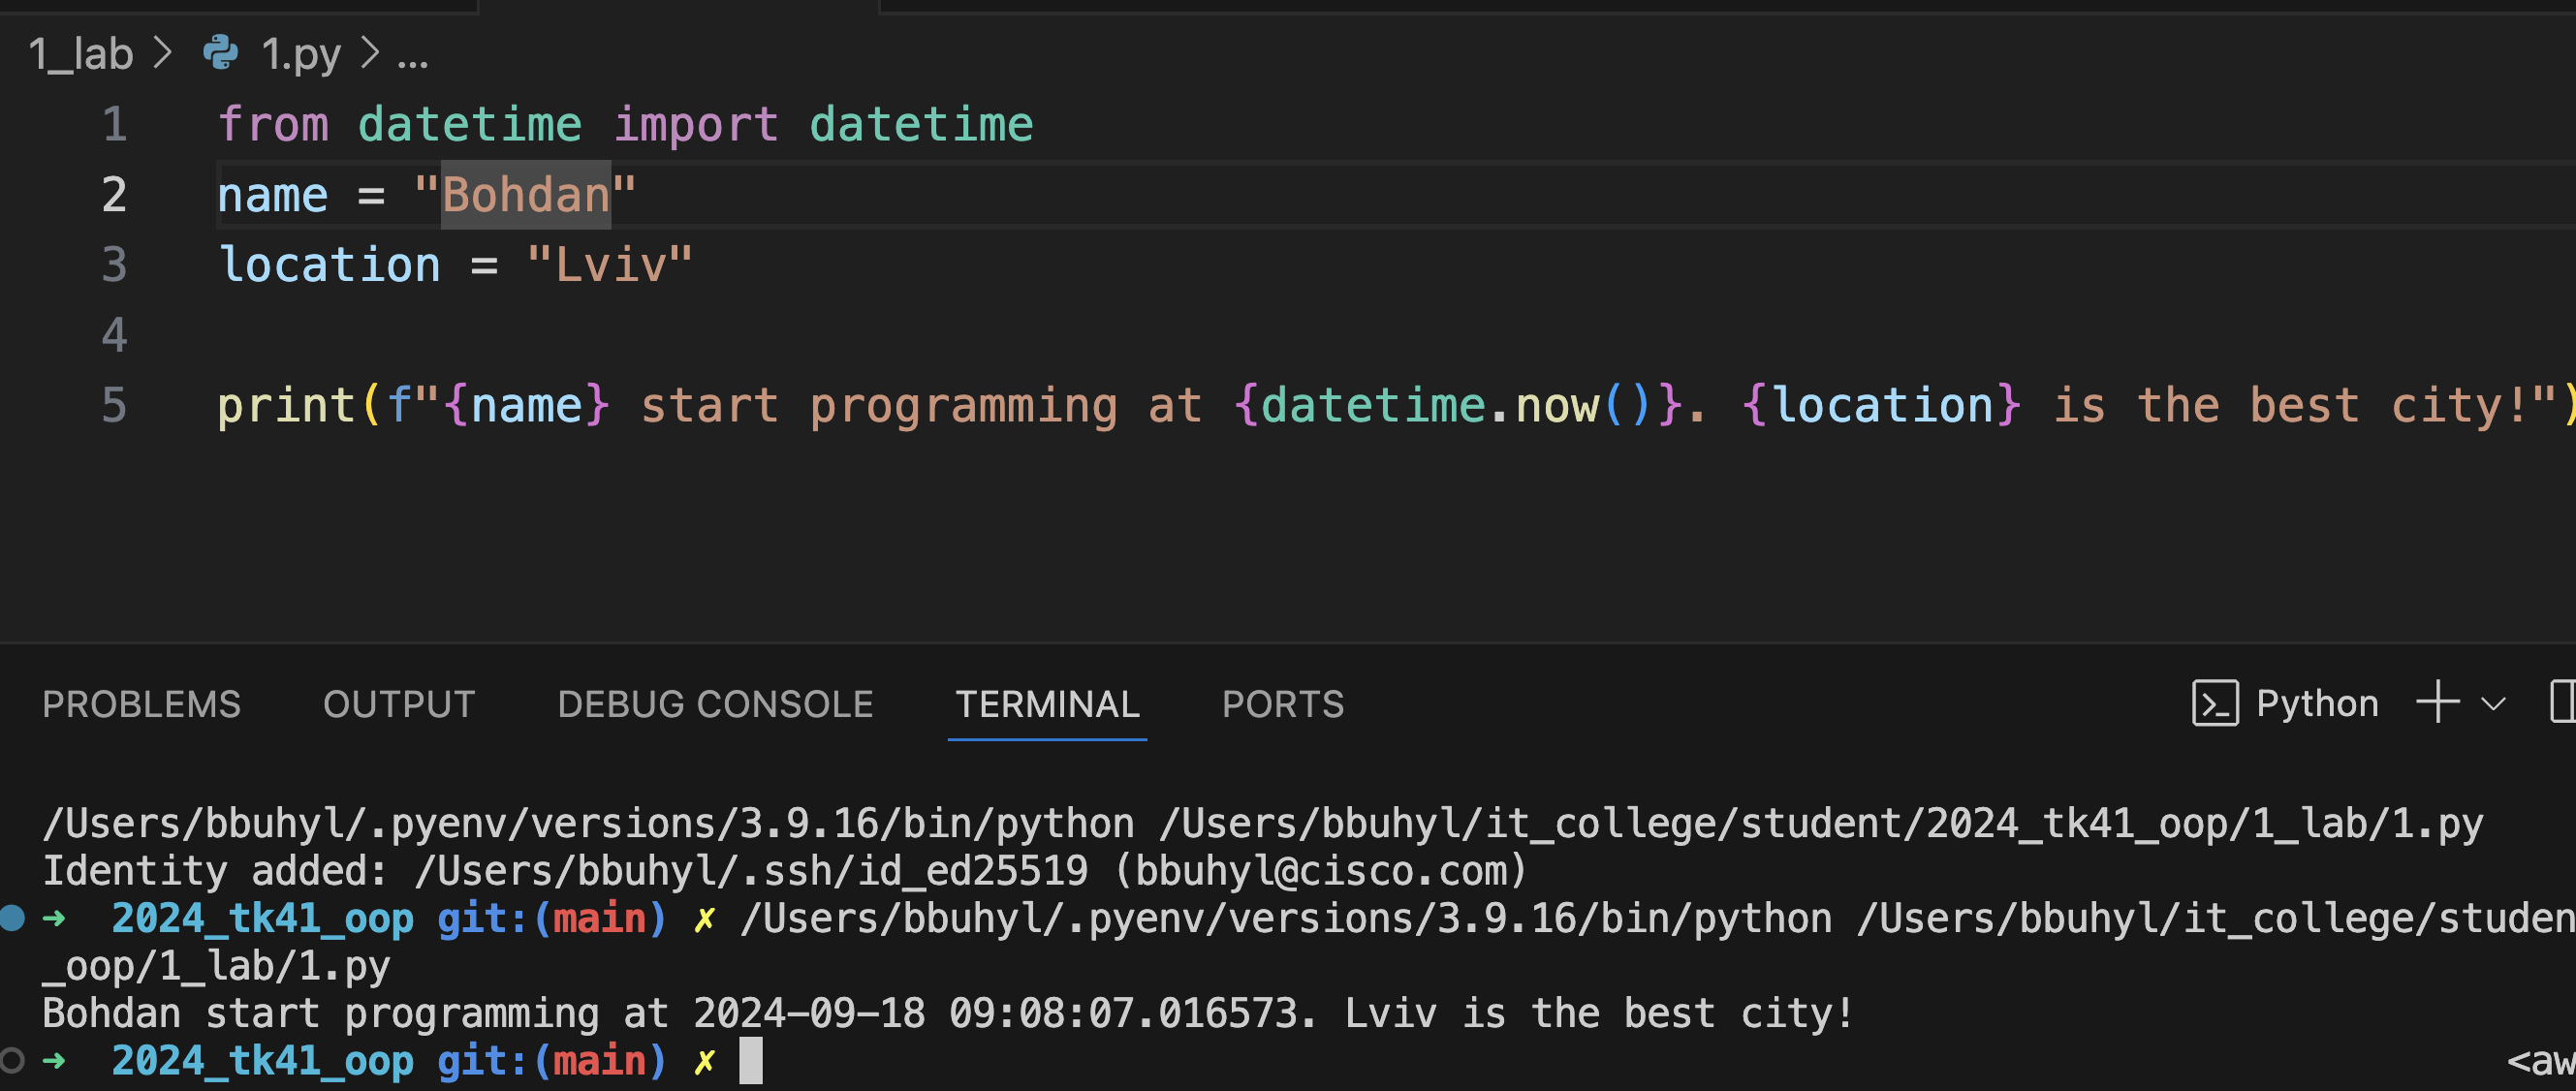 1_lab > 1.py > ...
1 from datetime import datetime
2 name = "Bohdan"
3 location = "Lviv"
4
5 print(f"{name} start programming at {datetime.now()}. {location} is the best city!")
PROBLEMS OUTPUT DEBUG CONSOLE TERMINAL PORTS Python
/Users/bbuhyl/.pyenv/versions/3.9.16/bin/python /Users/bbuhyl/it_college/student/2024_tk41_oop/1_lab/1.py
Identity added: /Users/bbuhyl/.ssh/id_ed25519 (bbuhyl@cisco.com)
➜ 2024_tk41_oop git:(main) ✗ /Users/bbuhyl/.pyenv/versions/3.9.16/bin/python /Users/bbuhyl/it_college/studen
_oop/1_lab/1.py
Bohdan start programming at 2024-09-18 09:08:07.016573. Lviv is the best city!
➜ 2024_tk41_oop git:(main) ✗ <aw